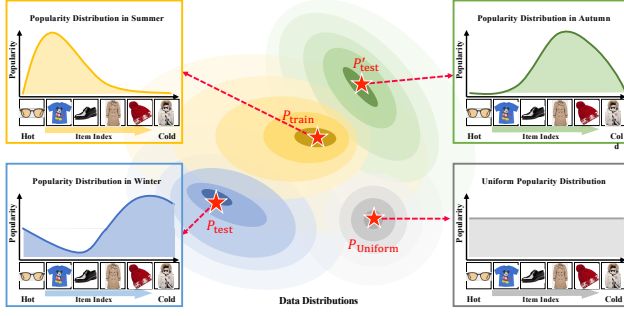 Popularity Distribution in Summer
Popularity
Hot
Item Index
Cold
Popularity Distribution in Autumn
Popularity
Hot
Item Index
Col
d
P′test
Ptrain
Popularity Distribution in Winter
Popularity
Hot
Item Index
Cold
Ptest
PUniform
Uniform Popularity Distribution
Popularity
Hot
Item Index
Cold
Data Distributions